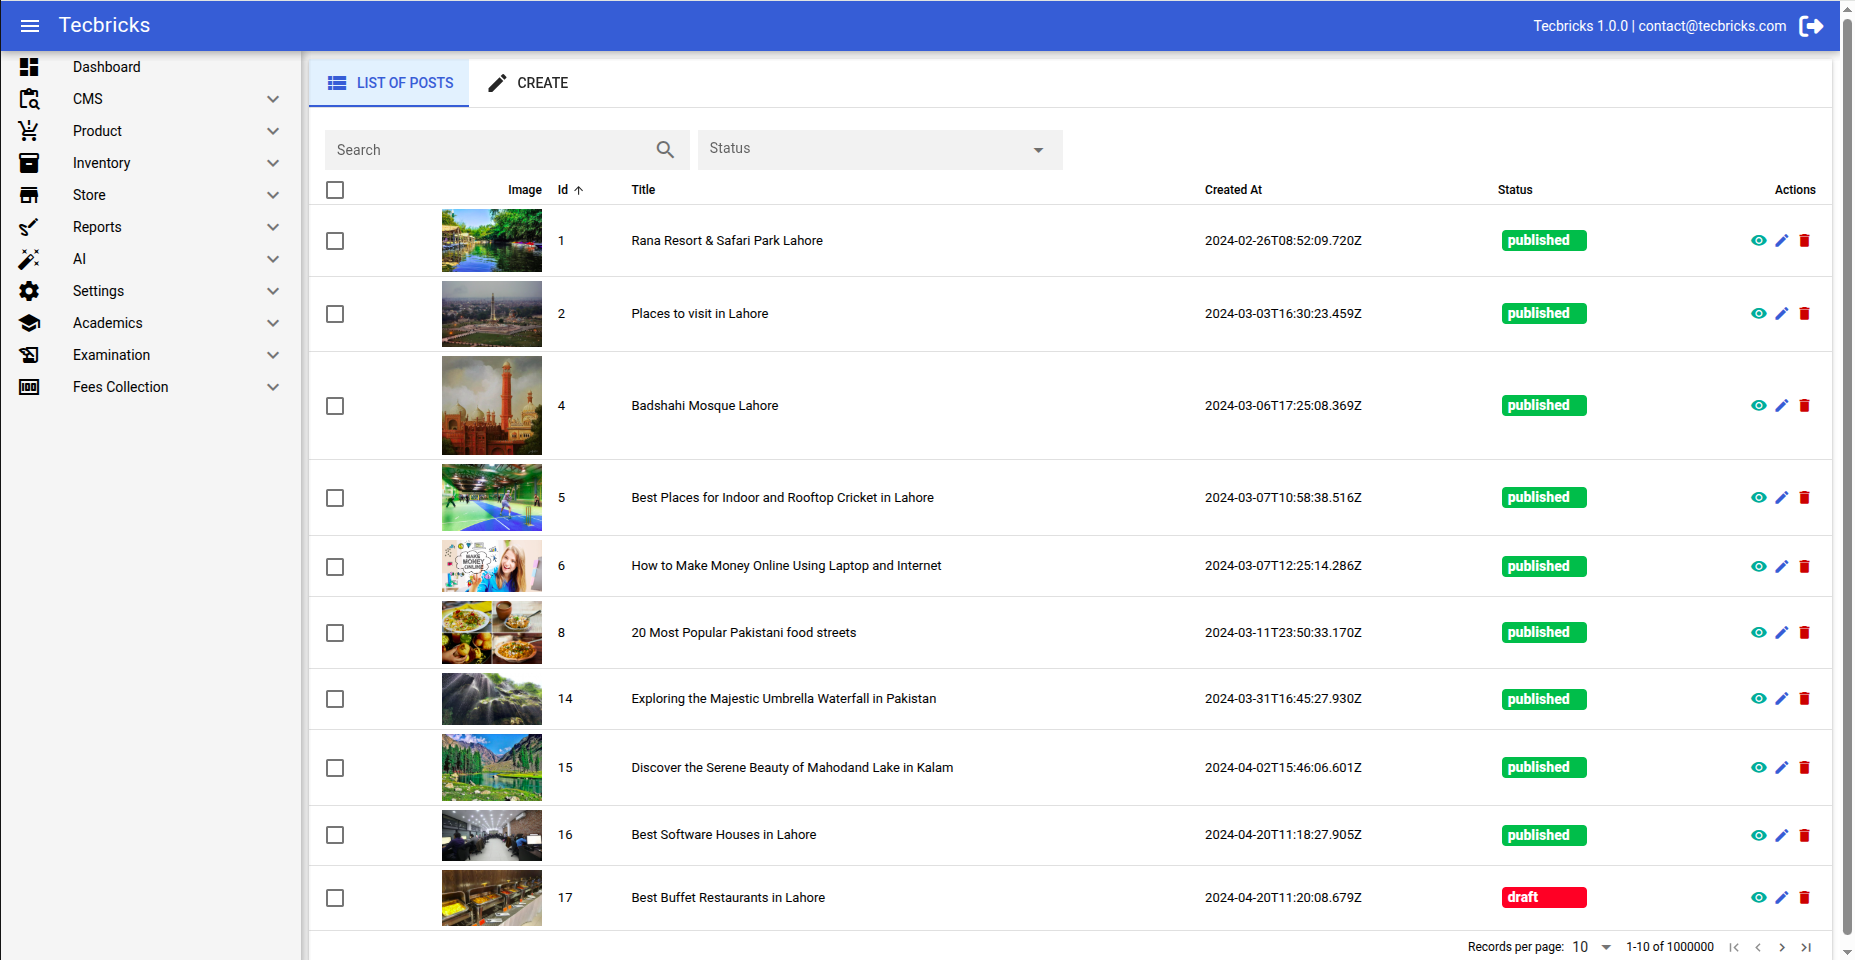 Tecbricks
Tecbricks 1.0.0 | contact@tecbricks.com
Dashboard
CMS
Product
Inventory
Store
Reports
AI
Settings
Academics
Examination
Fees Collection
LIST OF POSTS
CREATE
Search
Status
Image Id Title Created At Status Actions
1 Rana Resort & Safari Park Lahore 2024-02-26T08:52:09.720Z published
2 Places to visit in Lahore 2024-03-03T16:30:23.459Z published
4 Badshahi Mosque Lahore 2024-03-06T17:25:08.369Z published
5 Best Places for Indoor and Rooftop Cricket in Lahore 2024-03-07T10:58:38.516Z published
MAKE
MONEY
ONLINE
6 How to Make Money Online Using Laptop and Internet 2024-03-07T12:25:14.286Z published
8 20 Most Popular Pakistani food streets 2024-03-11T23:50:33.170Z published
14 Exploring the Majestic Umbrella Waterfall in Pakistan 2024-03-31T16:45:27.930Z published
15 Discover the Serene Beauty of Mahodand Lake in Kalam 2024-04-02T15:46:06.601Z published
16 Best Software Houses in Lahore 2024-04-20T11:18:27.905Z published
17 Best Buffet Restaurants in Lahore 2024-04-20T11:20:08.679Z draft
Records per page: 10 1-10 of 1000000